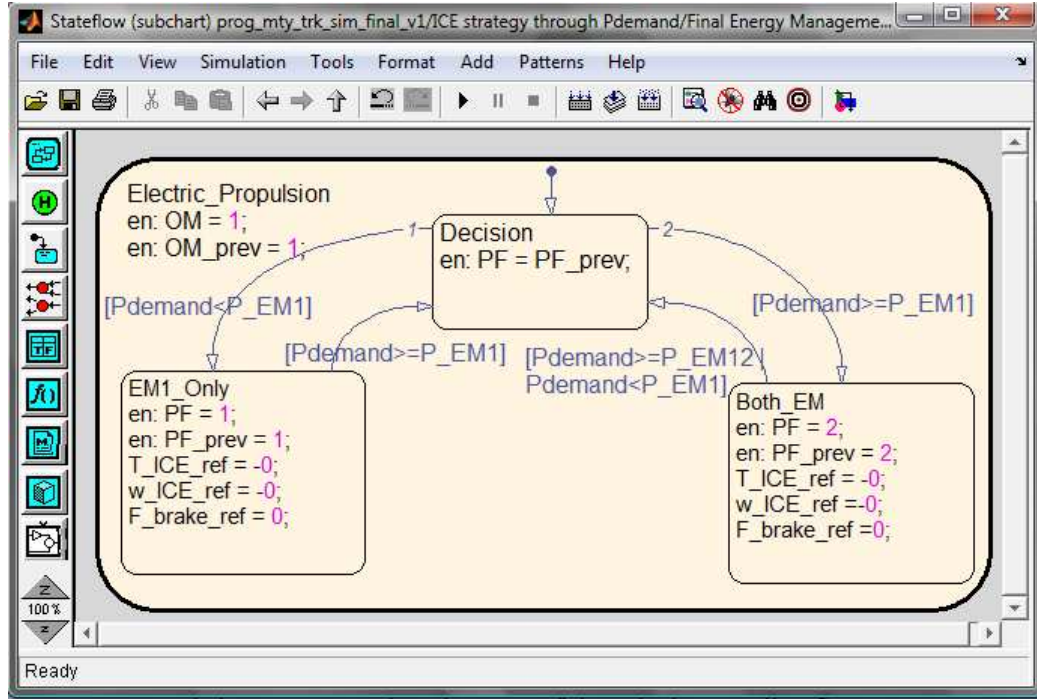 Stateflow (subchart) prog_mty_trk_sim_final_v1/ICE strategy through Pdemand/Final Energy Manageme...
File Edit View Simulation Tools Format Add Patterns Help
Electric_Propulsion
en: OM = 1;
en: OM_prev = 1;
1
Decision
en: PF = PF_prev;
2
[Pdemand<P_EM1]
[Pdemand>=P_EM1]
[Pdemand>=P_EM1]
[Pdemand>=P_EM12 |
Pdemand<P_EM1]
EM1_Only
en: PF = 1;
en: PF_prev = 1;
T_ICE_ref = -0;
w_ICE_ref = -0;
F_brake_ref = 0;
Both_EM
en: PF = 2;
en: PF_prev = 2;
T_ICE_ref = -0;
w_ICE_ref =-0;
F_brake_ref =0;
H
TF
f()
M
Z
100 %
Z
Ready